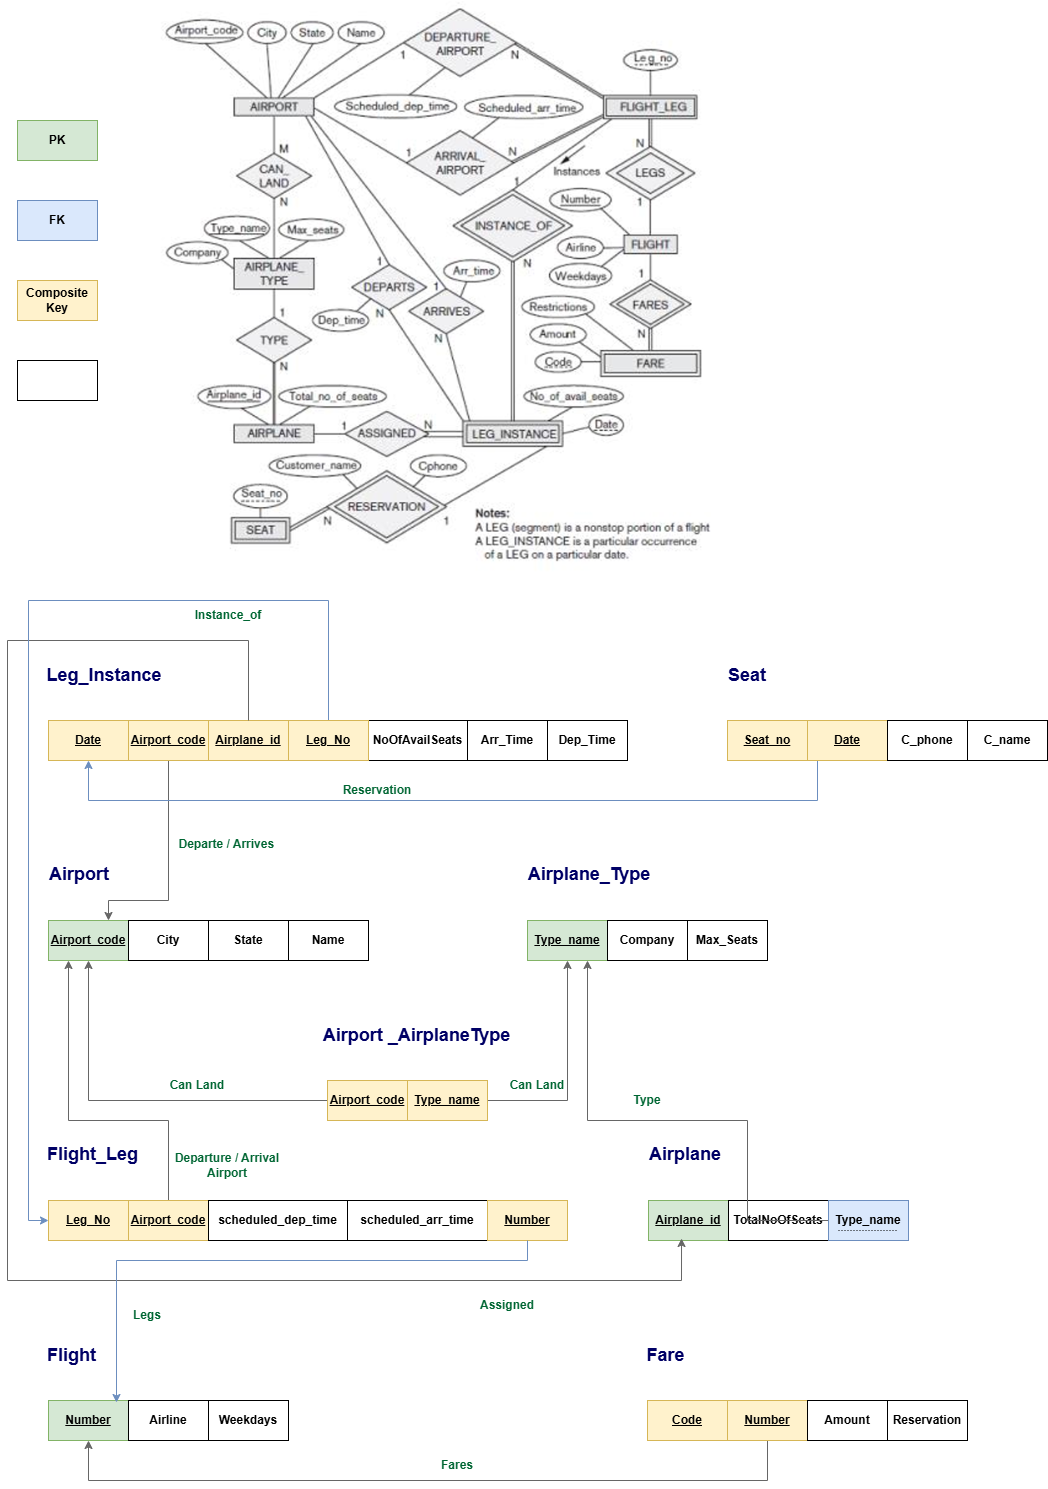 Airport_code
City
State
Name
DEPARTURE_
AIRPORT
1
N
Leg_no
Scheduled_dep_time
Scheduled_arr_time
AIRPORT
FLIGHT_LEG
PK
M
CAN_
LAND
N
1
ARRIVAL_
AIRPORT
N
Instances
N
LEGS
1
1
Number
FK
Type_name
Max_seats
INSTANCE_OF
Company
Airline
FLIGHT
AIRPLANE_
TYPE
1
Arr_time
N
Weekdays
1
Composite
Key
DEPARTS
1
Restrictions
FARES
1
N
ARRIVES
Dep_time
TYPE
N
Amount
N
N
Code
FARE
Airplane_id
Total_no_of_seats
No_of_avail_seats
AIRPLANE
1
ASSIGNED
N
LEG_INSTANCE
Date
Customer_name
Cphone
Seat_no
RESERVATION
SEAT
N
1
Notes:
A LEG (segment) is a nonstop portion of a flight
A LEG_INSTANCE is a particular occurrence
of a LEG on a particular date.
Instance_of
Leg_Instance
Seat
Date
Airport_code
Airplane_id
Leg_No
NoOfAvailSeats
Arr_Time
Dep_Time
Seat_no
Date
C_phone
C_name
Reservation
Departe / Arrives
Airport
Airplane_Type
Airport_code
City
State
Name
Type_name
Company
Max_Seats
Airport _AirplaneType
Can Land
Can Land
Airport_code
Type_name
Type
Flight_Leg
Departure / Arrival
Airport
Airplane
Leg_No
Airport_code
scheduled_dep_time
scheduled_arr_time
Number
Airplane_id
TotalNoOfSeats
Type_name
Assigned
Legs
Flight
Fare
Number
Airline
Weekdays
Code
Number
Amount
Reservation
Fares